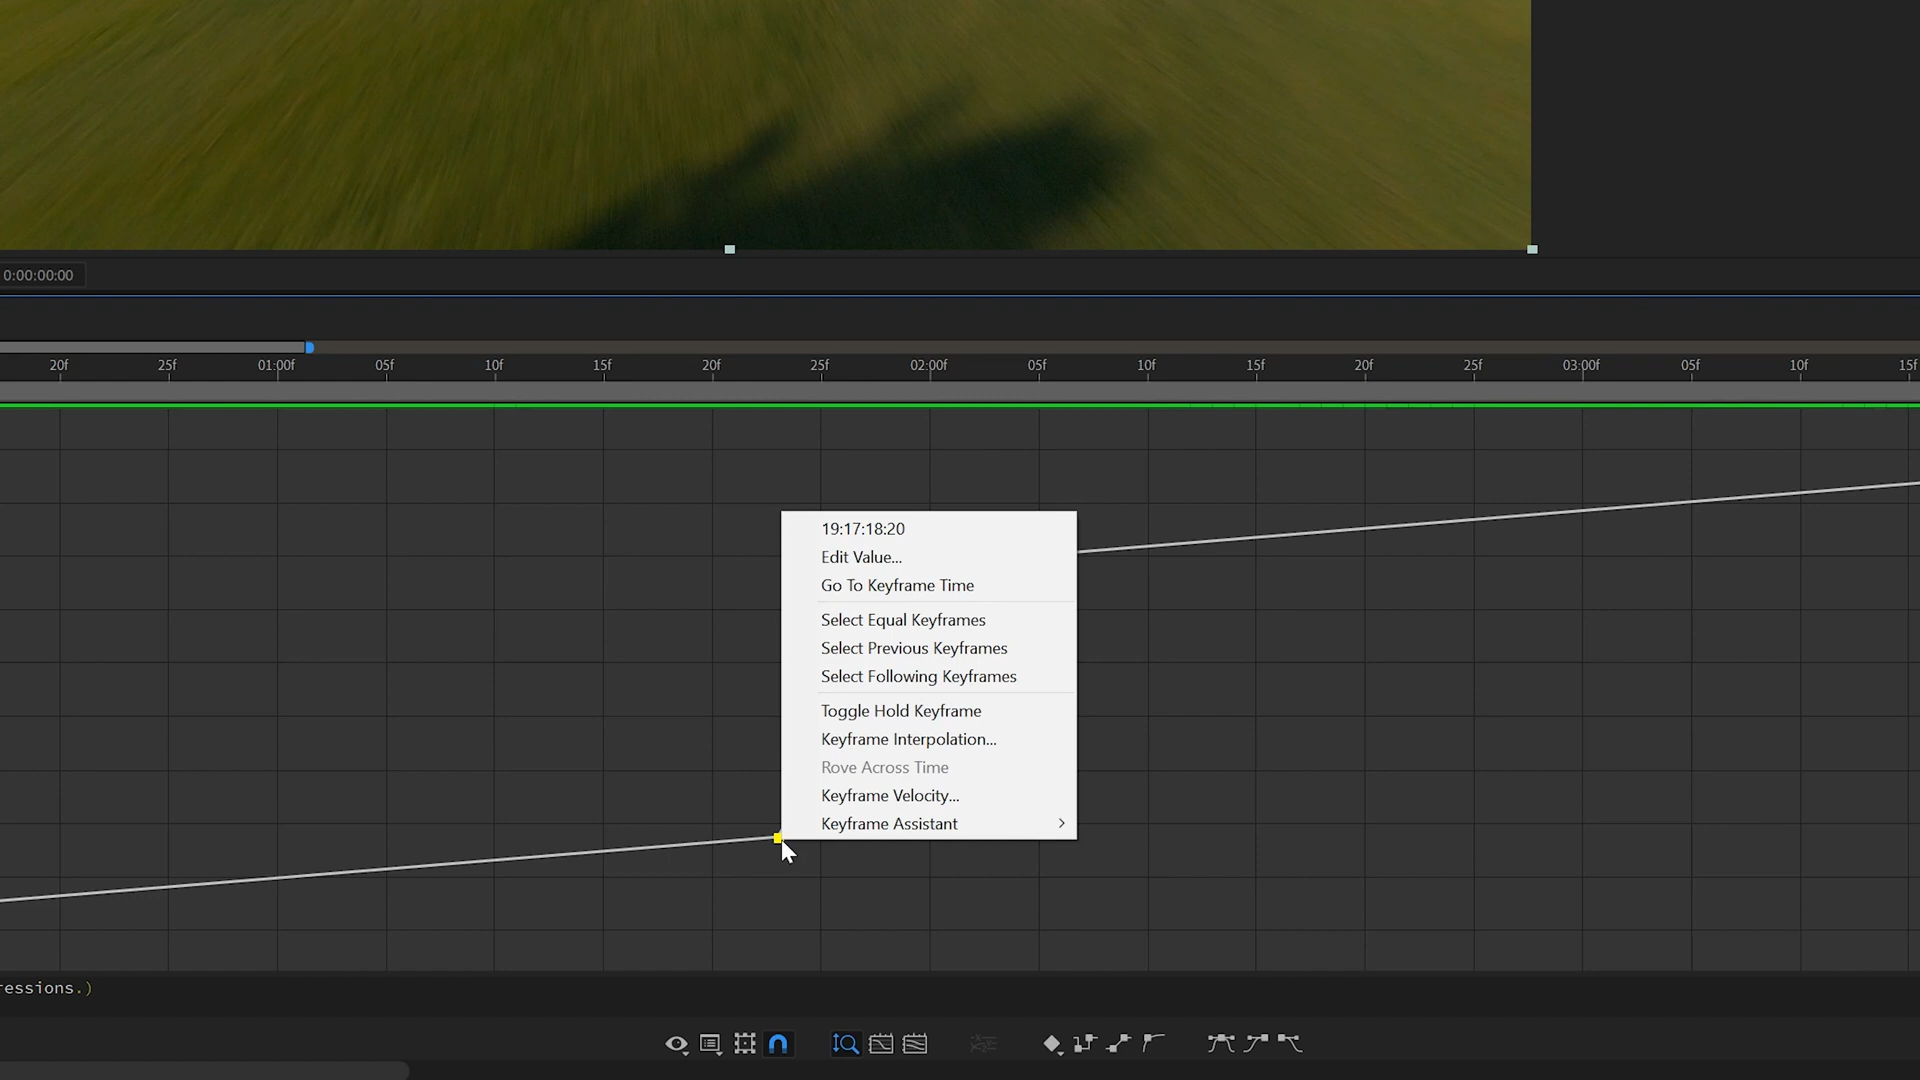 0:00:00:00
20f 25f 01:00f 05f 10f 15f 20f 25f 02:00f 05f 10f 15f 20f 25f 03:00f 05f 10f 15f
19:17:18:20
Edit Value...
Go To Keyframe Time
Select Equal Keyframes
Select Previous Keyframes
Select Following Keyframes
Toggle Hold Keyframe
Keyframe Interpolation...
Rove Across Time
Keyframe Velocity...
Keyframe Assistant
ressions.)